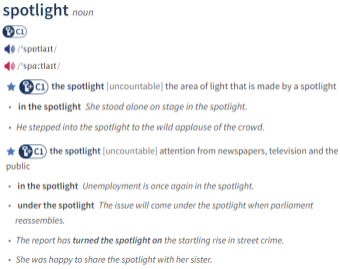 spotlight noun
C1
/ˈspɒtlaɪt/
/ˈspɑːtlaɪt/
C1 the spotlight [uncountable] the area of light that is made by a spotlight
• in the spotlight She stood alone on stage in the spotlight.
• He stepped into the spotlight to the wild applause of the crowd.
C1 the spotlight [uncountable] attention from newspapers, television and the
public
• in the spotlight Unemployment is once again in the spotlight.
• under the spotlight The issue will come under the spotlight when parliament
reassembles.
• The report has turned the spotlight on the startling rise in street crime.
• She was happy to share the spotlight with her sister.